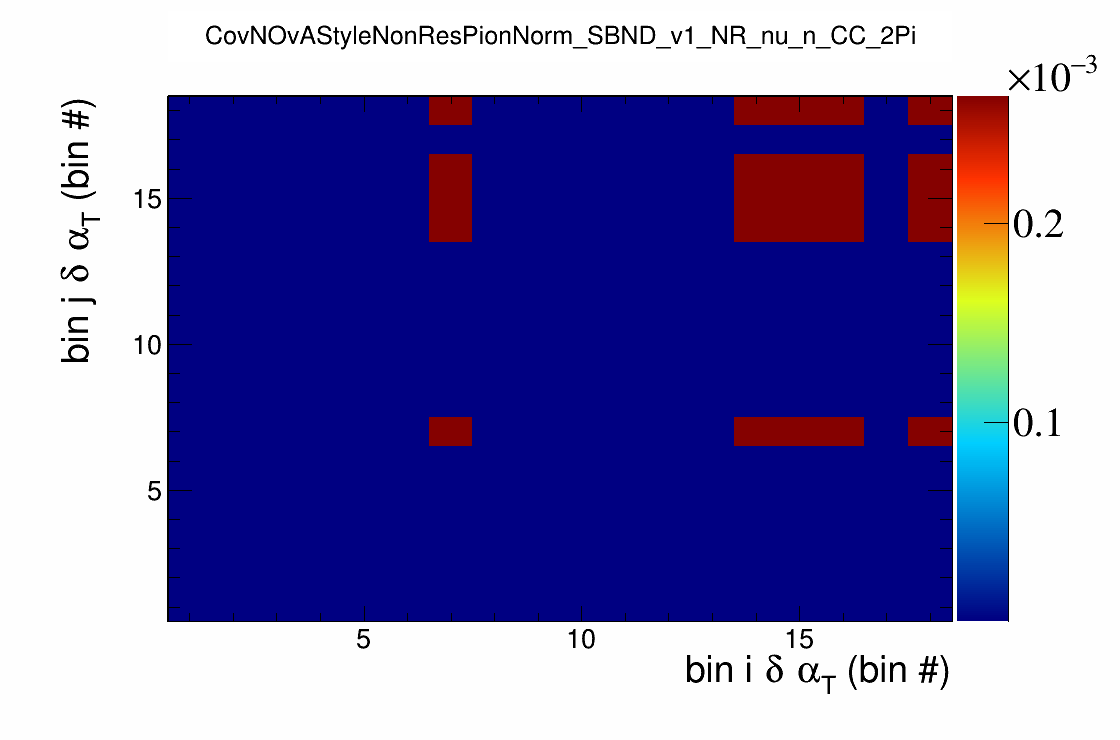 CovNOvAStyleNonResPionNorm_SBND_v1_NR_nu_n_CC_2Pi
×10⁻³
bin j δ α_T (bin #)
15
10
5
0.2
0.1
5 10 15
bin i δ α_T (bin #)